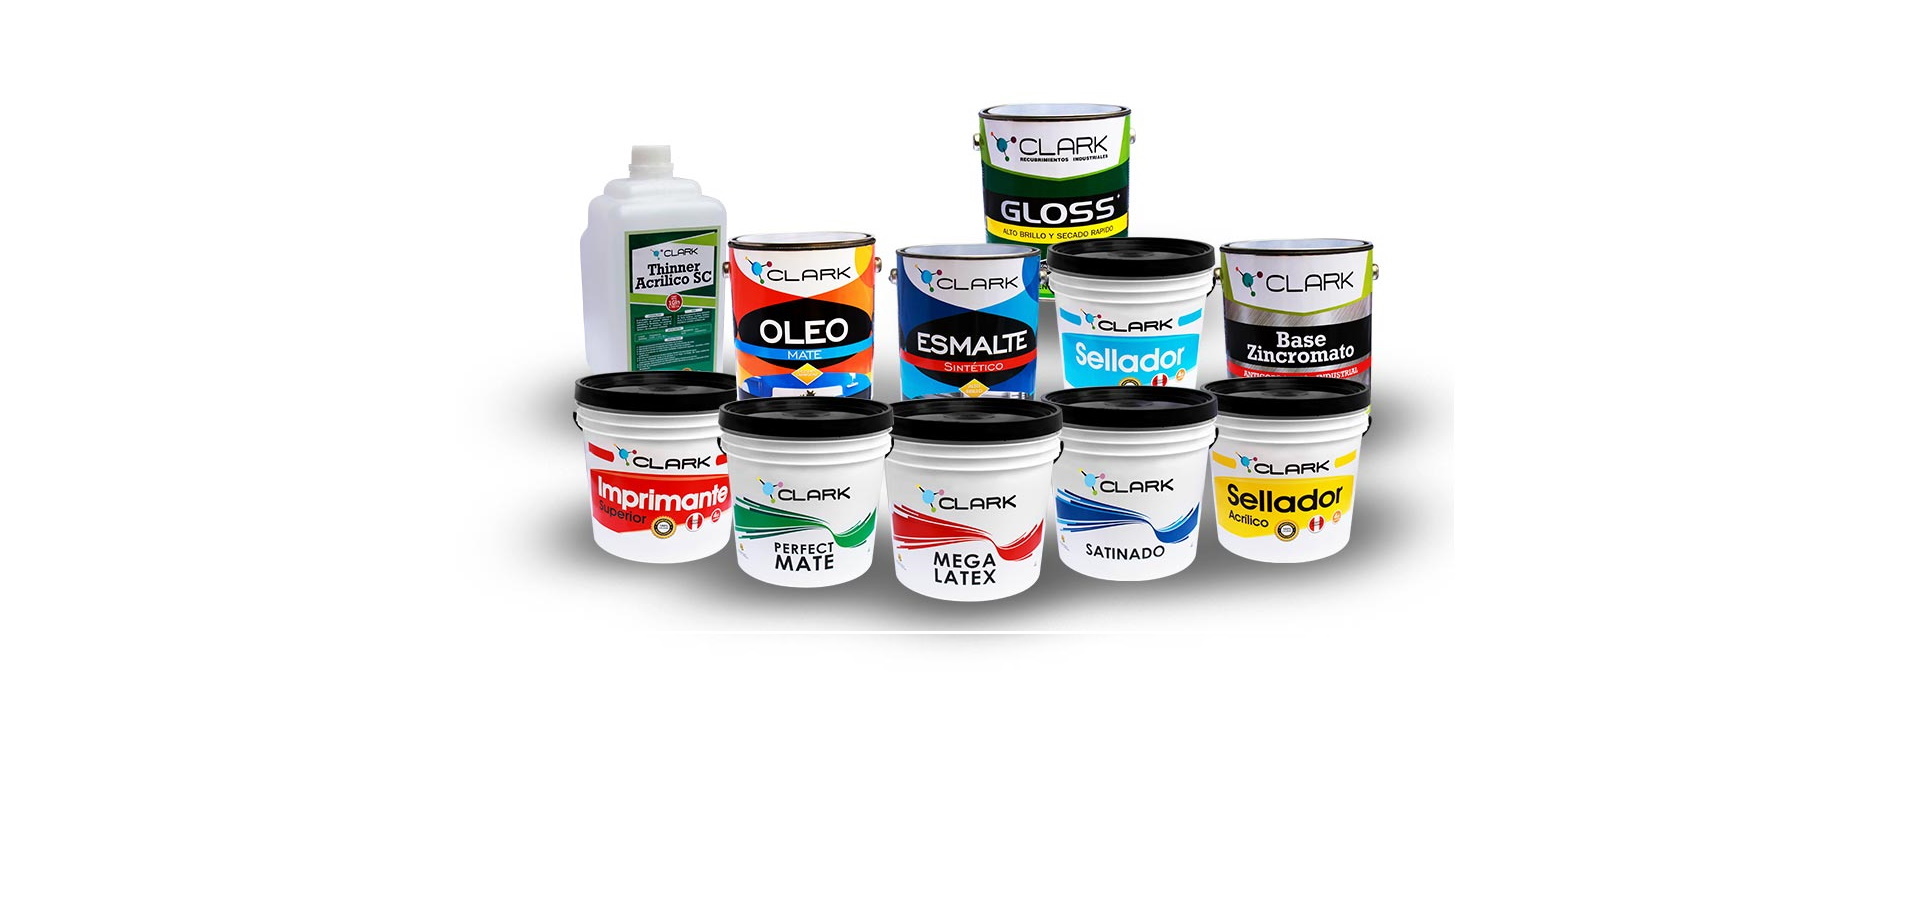 CLARK
RECUBRIMIENTOS INDUSTRIALES
GLOSS
ALTO BRILLO Y SECADO RAPIDO
CLARK
Thinner
Acrilico SC
CLARK
OLEO
MATE
CLARK
ESMALTE
SINTÉTICO
CLARK
Sellador
CLARK
Base
Zincromato
CLARK
Imprimante
Superior
CLARK
PERFECT
MATE
CLARK
MEGA
LATEX
CLARK
SATINADO
CLARK
Sellador
Acrílico